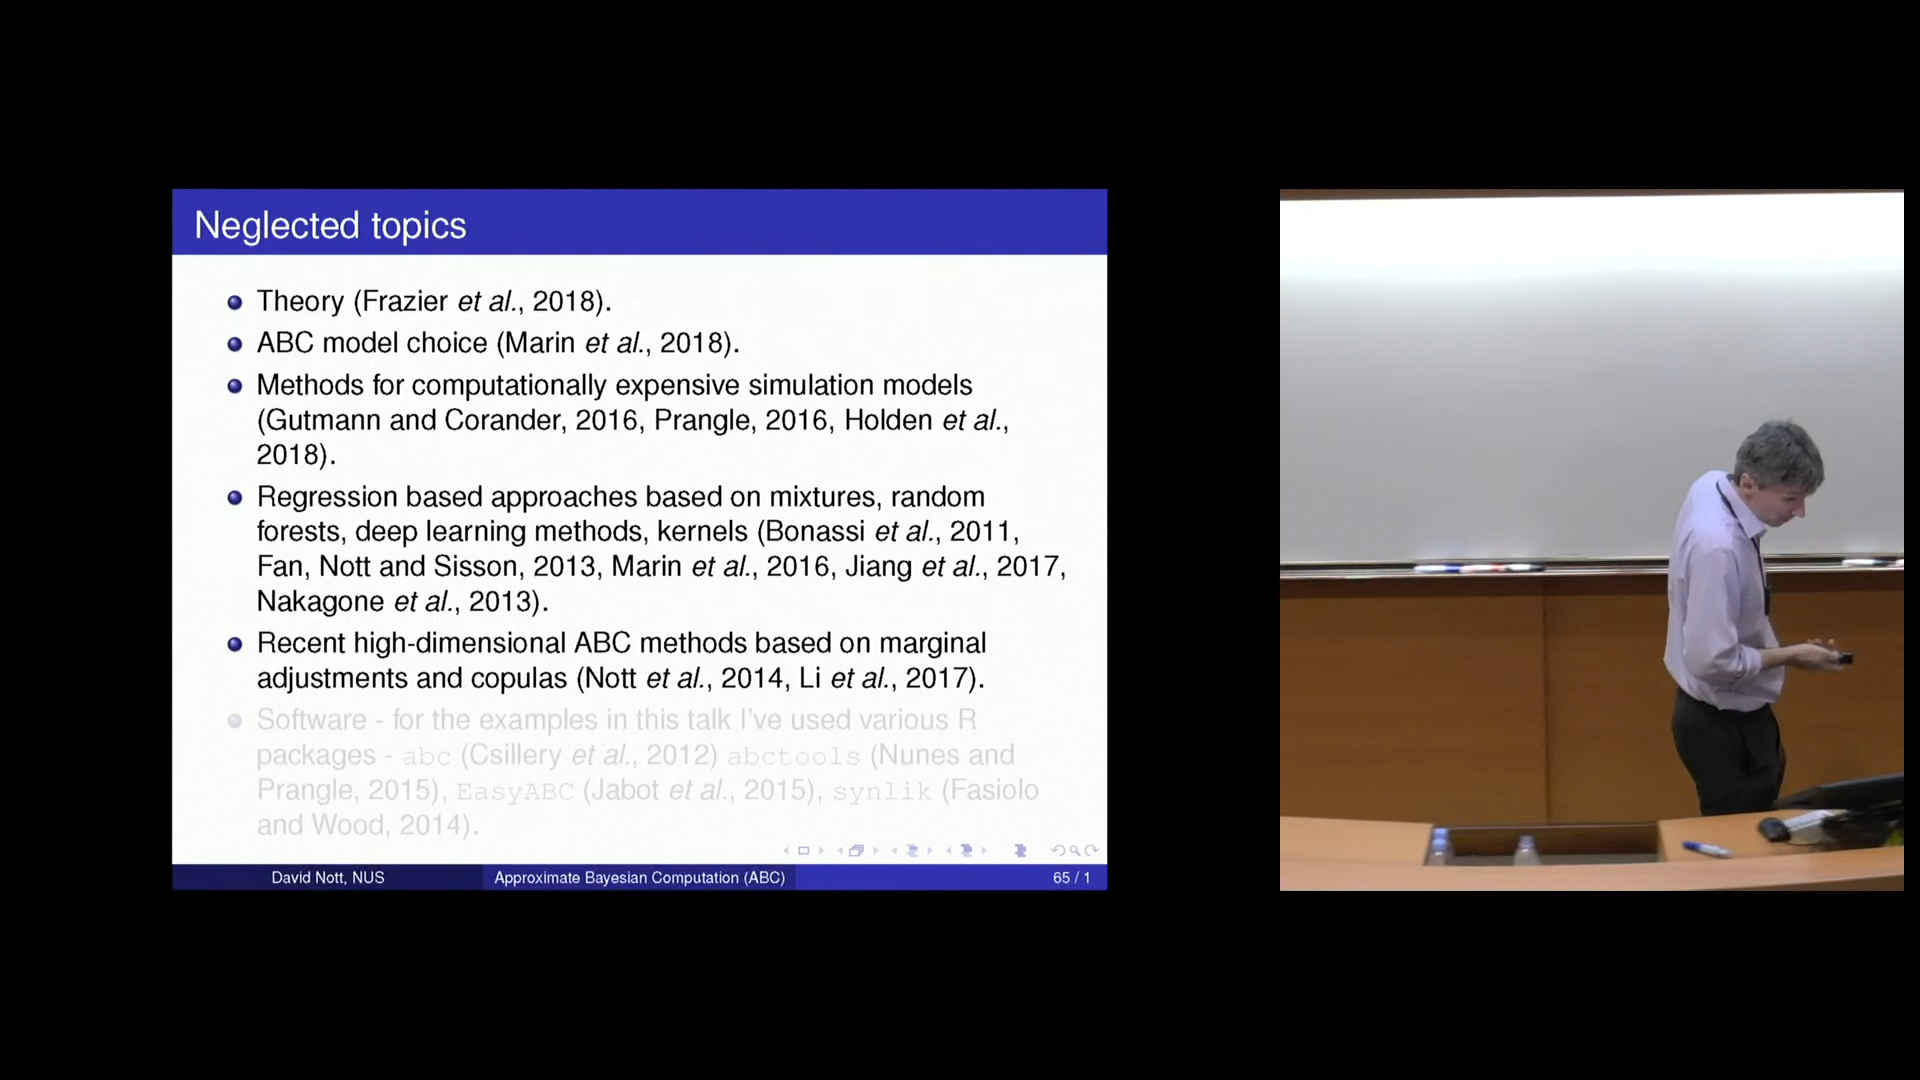 Neglected topics
Theory (Frazier et al., 2018).
ABC model choice (Marin et al., 2018).
Methods for computationally expensive simulation models
(Gutmann and Corander, 2016, Prangle, 2016, Holden et al.,
2018).
Regression based approaches based on mixtures, random
forests, deep learning methods, kernels (Bonassi et al., 2011,
Fan, Nott and Sisson, 2013, Marin et al., 2016, Jiang et al., 2017,
Nakagone et al., 2013).
Recent high-dimensional ABC methods based on marginal
adjustments and copulas (Nott et al., 2014, Li et al., 2017).
Software - for the examples in this talk I've used various R
packages - abc (Csillery et al., 2012) abctools (Nunes and
Prangle, 2015), EasyABC (Jabot et al., 2015), synlik (Fasiolo
and Wood, 2014).
David Nott, NUS Approximate Bayesian Computation (ABC) 65 / 1